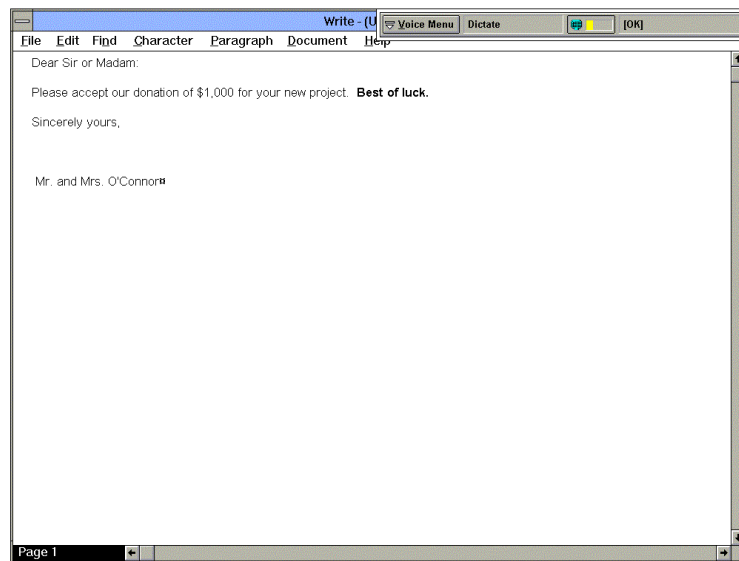 Write - (U
Voice Menu Dictate [OK]
File Edit Find Character Paragraph Document Help
Dear Sir or Madam:
Please accept our donation of $1,000 for your new project. Best of luck.
Sincerely yours,
Mr. and Mrs. O'Connor¤
Page 1